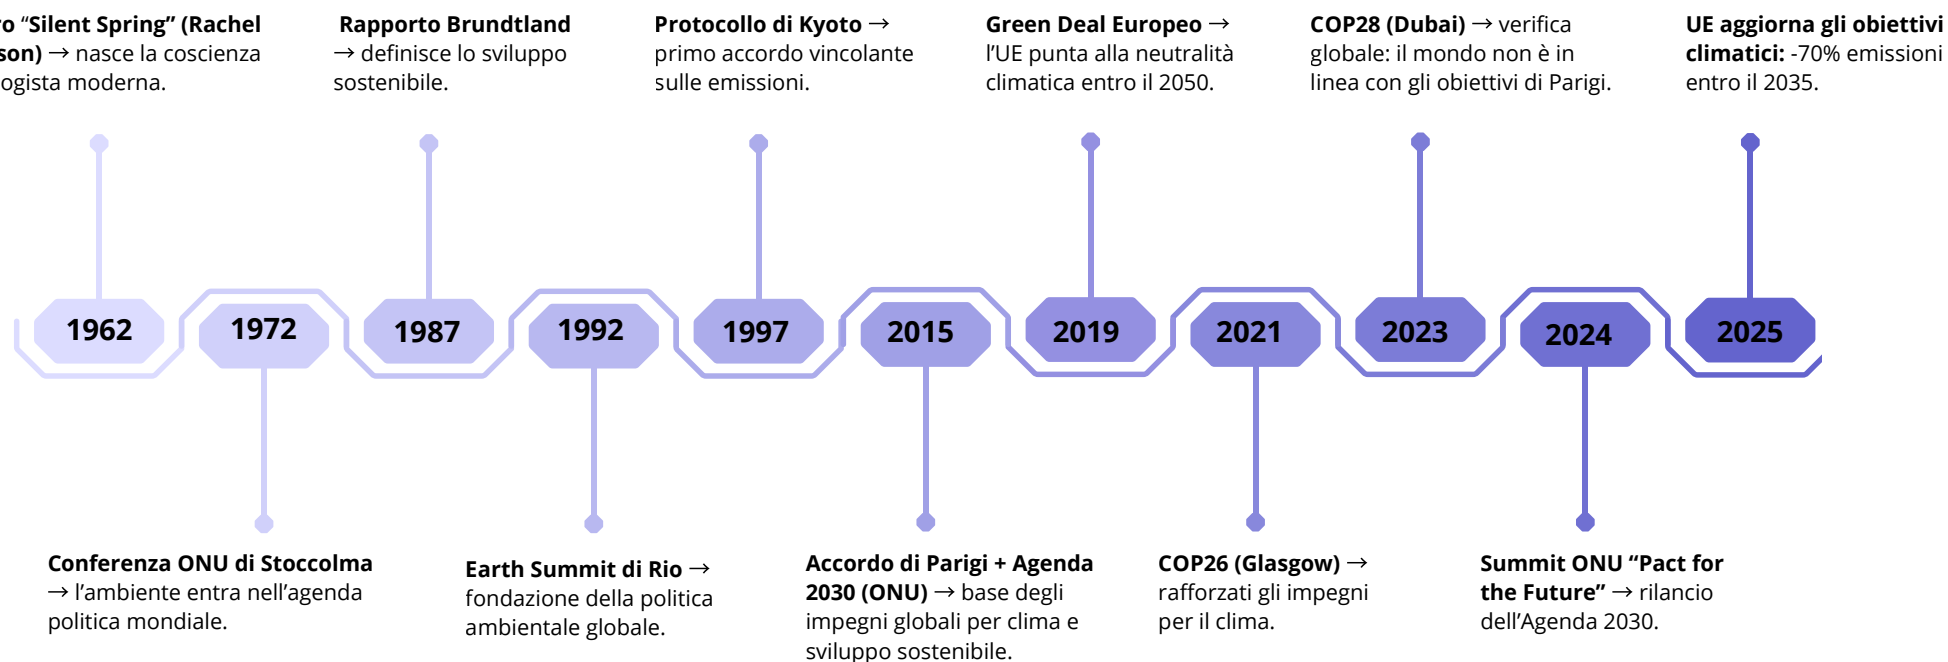 ro “Silent Spring” (Rachel
son) → nasce la coscienza
ogista moderna.
Rapporto Brundtland
→ definisce lo sviluppo
sostenibile.
Protocollo di Kyoto →
primo accordo vincolante
sulle emissioni.
Green Deal Europeo →
l’UE punta alla neutralità
climatica entro il 2050.
COP28 (Dubai) → verifica
globale: il mondo non è in
linea con gli obiettivi di Parigi.
UE aggiorna gli obiettivi
climatici: -70% emissioni
entro il 2035.
1962
1972
1987
1992
1997
2015
2019
2021
2023
2024
2025
Conferenza ONU di Stoccolma
→ l’ambiente entra nell’agenda
politica mondiale.
Earth Summit di Rio →
fondazione della politica
ambientale globale.
Accordo di Parigi + Agenda
2030 (ONU) → base degli
impegni globali per clima e
sviluppo sostenibile.
COP26 (Glasgow) →
rafforzati gli impegni
per il clima.
Summit ONU “Pact for
the Future” → rilancio
dell’Agenda 2030.